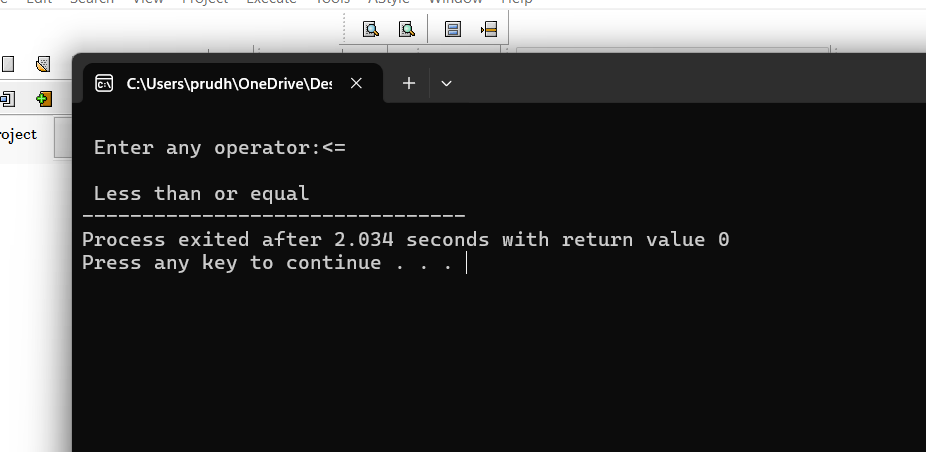 Edit Search View Project Execute Tools AStyle Window Help
C:\Users\prudh\OneDrive\Des
oject
Enter any operator:<=
Less than or equal
--------------------------------
Process exited after 2.034 seconds with return value 0
Press any key to continue . . .